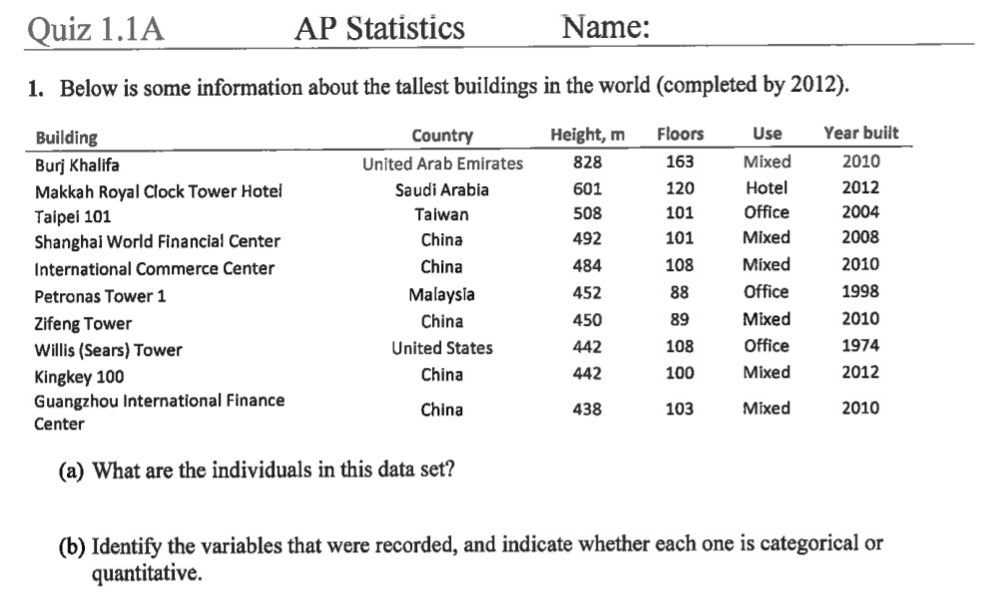 Quiz 1.1A AP Statistics Name:
1. Below is some information about the tallest buildings in the world (completed by 2012).
Building Country Height, m Floors Use Year built
Burj Khalifa United Arab Emirates 828 163 Mixed 2010
Makkah Royal Clock Tower Hotel Saudi Arabia 601 120 Hotel 2012
Taipei 101 Taiwan 508 101 Office 2004
Shanghai World Financial Center China 492 101 Mixed 2008
International Commerce Center China 484 108 Mixed 2010
Petronas Tower 1 Malaysia 452 88 Office 1998
Zifeng Tower China 450 89 Mixed 2010
Willis (Sears) Tower United States 442 108 Office 1974
Kingkey 100 China 442 100 Mixed 2012
Guangzhou International Finance
Center China 438 103 Mixed 2010
(a) What are the individuals in this data set?
(b) Identify the variables that were recorded, and indicate whether each one is categorical or
quantitative.